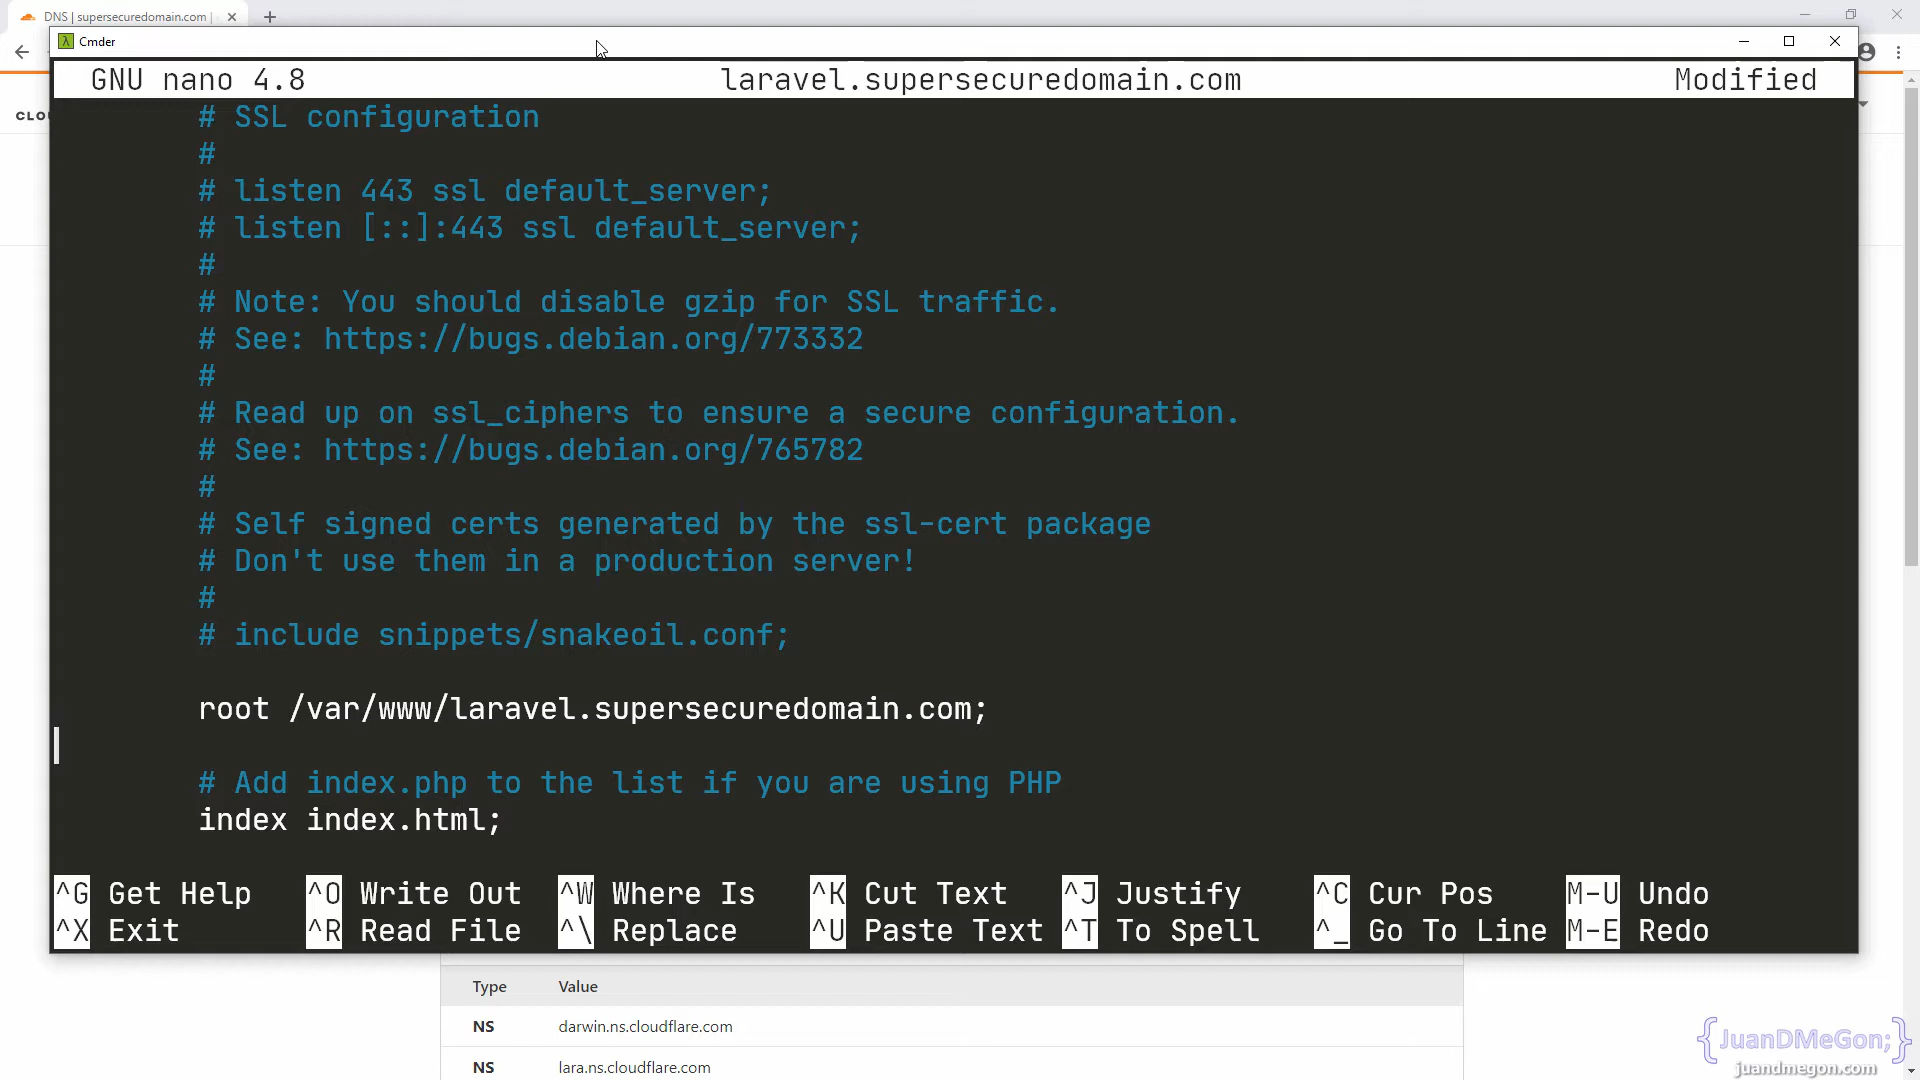 DNS | supersecuredomain.com |
Cmder
GNU nano 4.8 laravel.supersecuredomain.com Modified
CLO
# SSL configuration
#
# listen 443 ssl default_server;
# listen [::]:443 ssl default_server;
#
# Note: You should disable gzip for SSL traffic.
# See: https://bugs.debian.org/773332
#
# Read up on ssl_ciphers to ensure a secure configuration.
# See: https://bugs.debian.org/765782
#
# Self signed certs generated by the ssl-cert package
# Don't use them in a production server!
#
# include snippets/snakeoil.conf;
root /var/www/laravel.supersecuredomain.com;
# Add index.php to the list if you are using PHP
index index.html;
^G Get Help ^O Write Out ^W Where Is ^K Cut Text ^J Justify ^C Cur Pos M-U Undo
^X Exit ^R Read File ^\ Replace ^U Paste Text ^T To Spell ^_ Go To Line M-E Redo
Type Value
NS darwin.ns.cloudflare.com
NS lara.ns.cloudflare.com
{JuanDMeGon;}
juandmegon.com